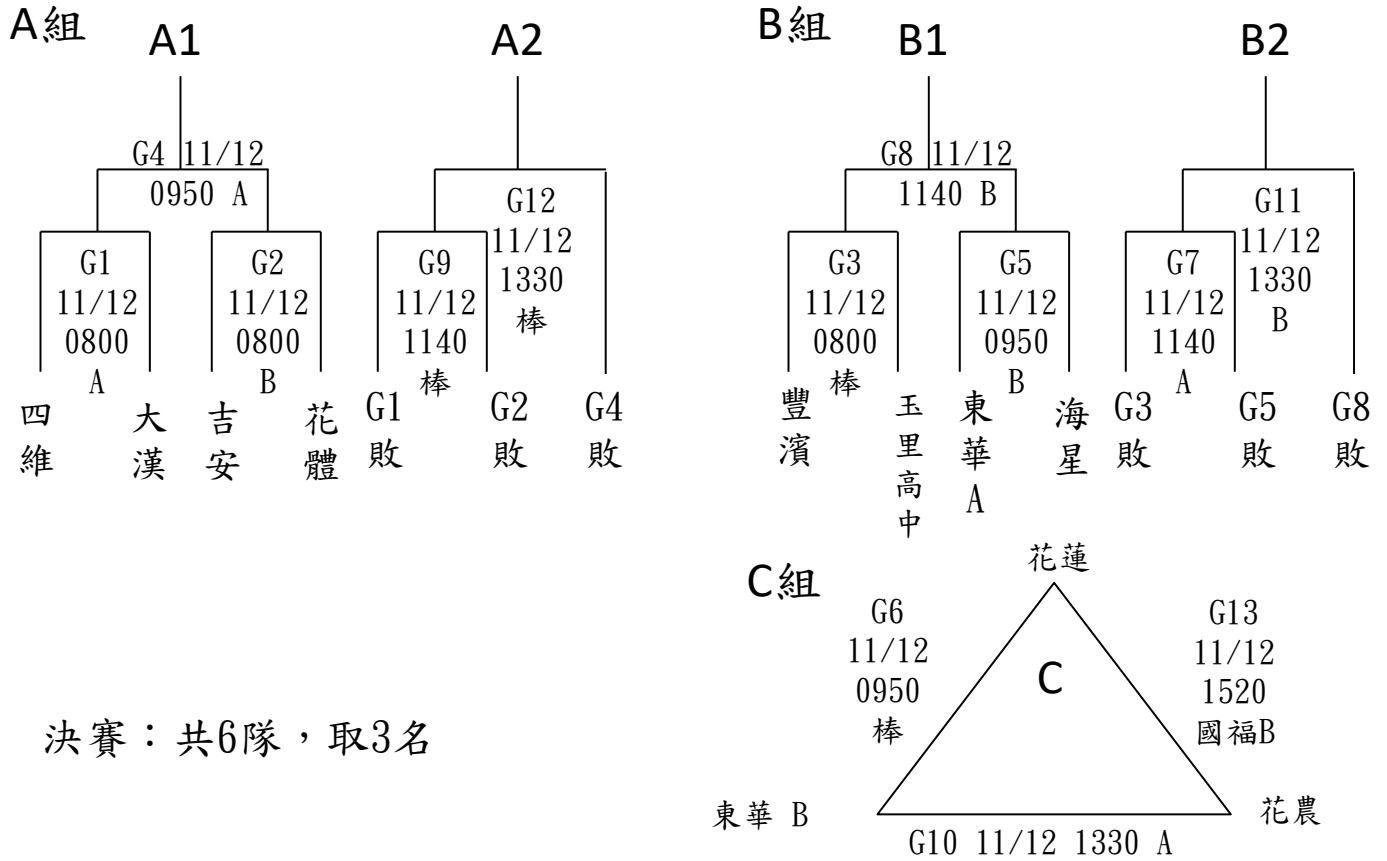 A組
A1
A2
G4 11/12
0950 A
G1
11/12
0800
A
G2
11/12
0800
B
G9
11/12
1140
棒
G12
11/12
1330
棒
四維
大漢
吉安
花體
G1敗
G2敗
G4敗
B組
B1
B2
G8 11/12
1140 B
G3
11/12
0800
棒
G5
11/12
0950
B
G7
11/12
1140
A
G11
11/12
1330
B
豐濱
玉里高中
東華A
海星
G3敗
G5敗
G8敗
C組
花蓮
G6
11/12
0950
棒
C
G13
11/12
1520
國福B
東華 B
花農
G10 11/12 1330 A
決賽：共6隊，取3名